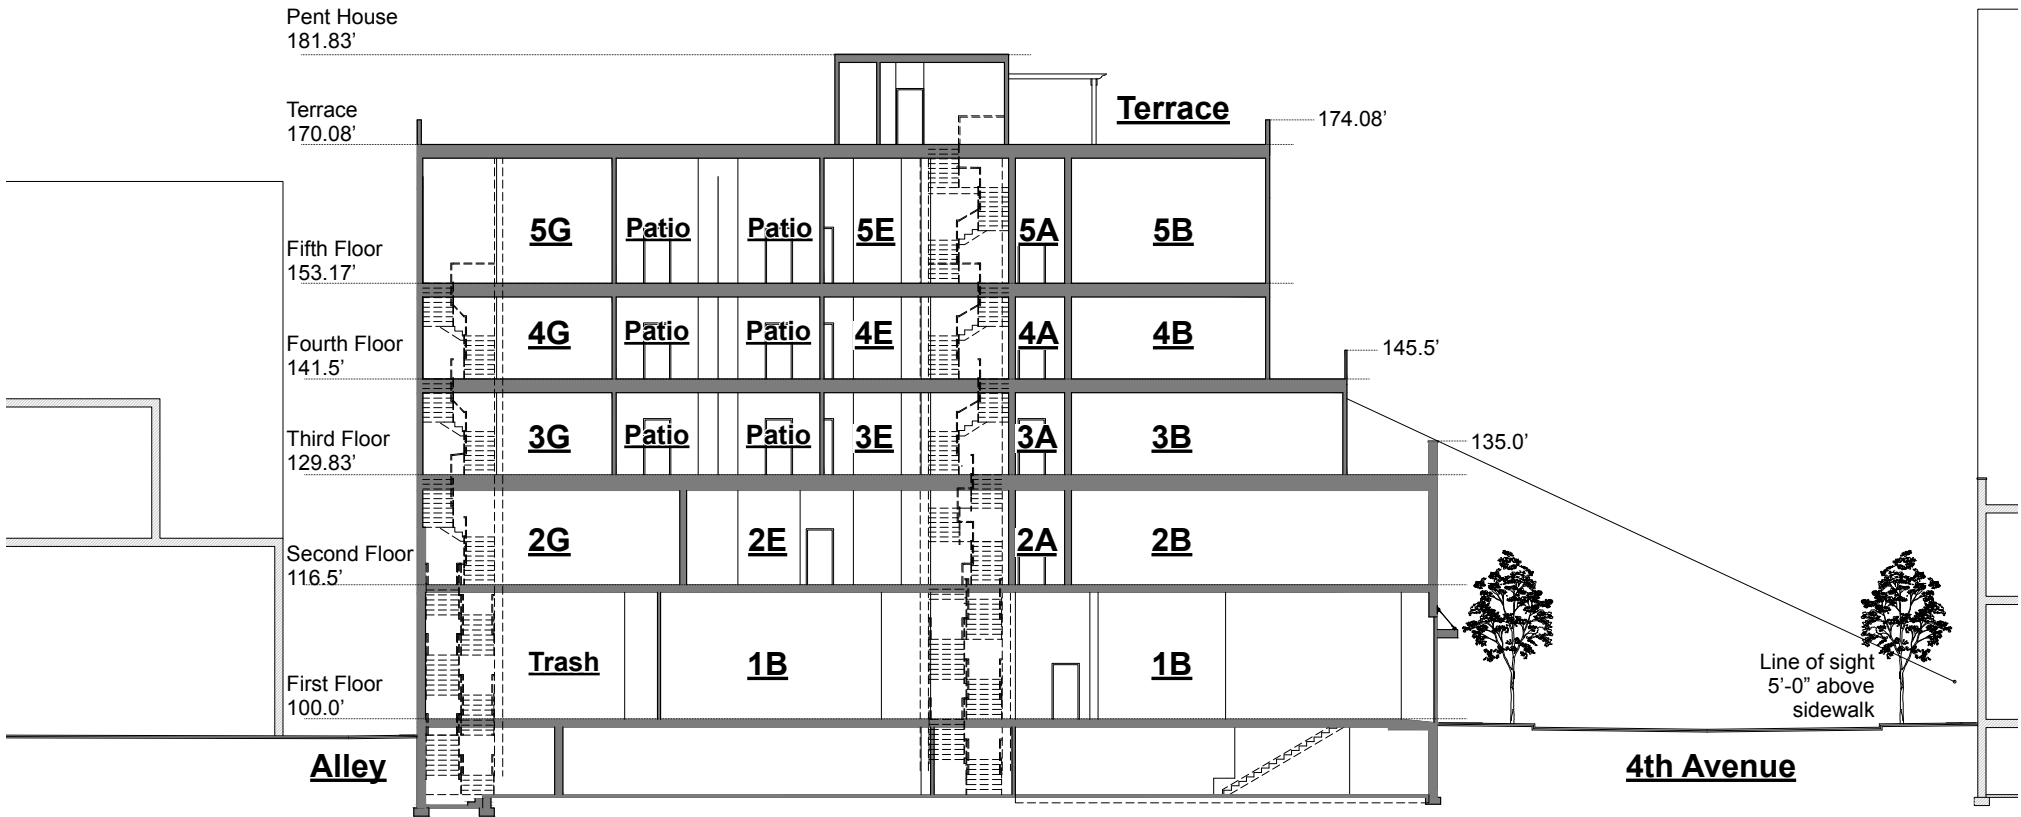 Pent House
181.83’
Terrace
170.08’
Terrace
174.08’
Fifth Floor
153.17’
5G
Patio
Patio
5E
5A
5B
Fourth Floor
141.5’
4G
Patio
Patio
4E
4A
4B
145.5’
Third Floor
129.83’
3G
Patio
Patio
3E
3A
3B
135.0’
Second Floor
116.5’
2G
2E
2A
2B
First Floor
100.0’
Trash
1B
1B
Line of sight
5’-0” above
sidewalk
Alley
4th Avenue